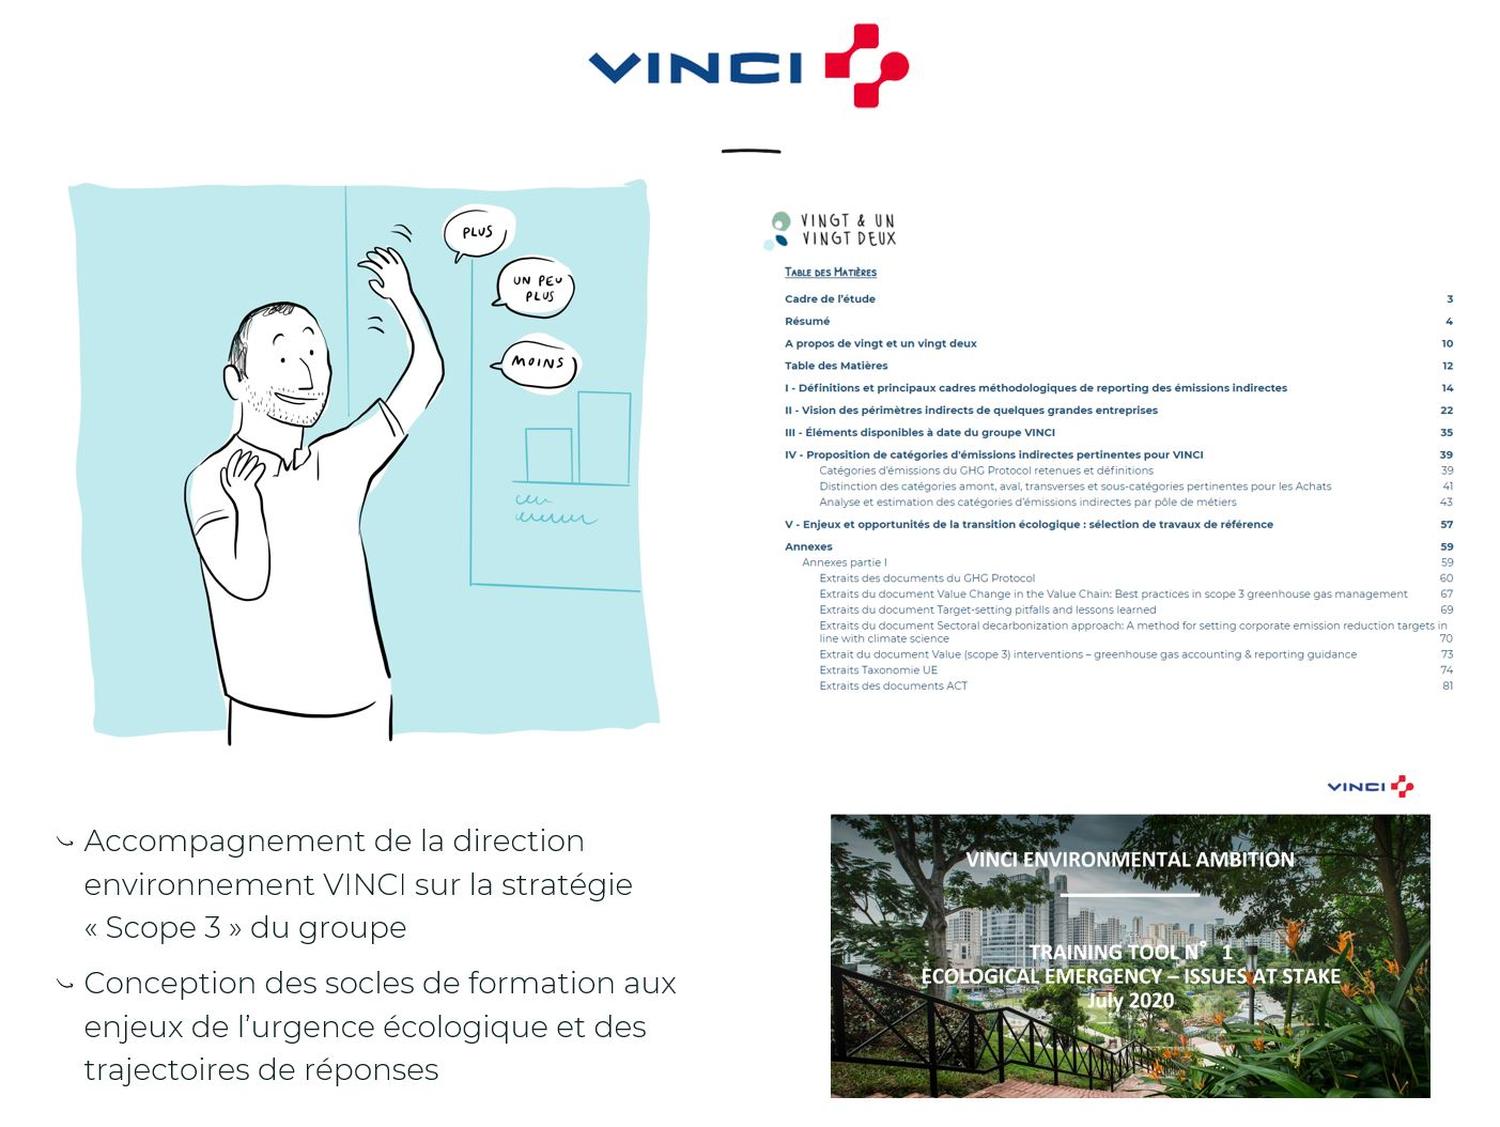 VINCI
PLUS
UN PEU
PLUS
MOINS
VINGT & UN
VINGT DEUX
Table des Matières
Cadre de l'étude 3
Résumé 4
A propos de vingt et un vingt deux 10
Table des Matières 12
I - Définitions et principaux cadres méthodologiques de reporting des émissions indirectes 14
II - Vision des périmètres indirects de quelques grandes entreprises 22
III - Éléments disponibles à date du groupe VINCI 35
IV - Proposition de catégories d'émissions indirectes pertinentes pour VINCI 39
Catégories d'émissions du GHG Protocol retenues et définitions 39
Distinction des catégories amont, aval, transverses et sous-catégories pertinentes pour les Achats 41
Analyse et estimation des catégories d'émissions indirectes par pôle de métiers 43
V - Enjeux et opportunités de la transition écologique : sélection de travaux de référence 57
Annexes 59
Annexes partie I 59
Extraits des documents du GHG Protocol 60
Extraits du document Value Change in the Value Chain: Best practices in scope 3 greenhouse gas management 67
Extraits du document Target-setting pitfalls and lessons learned 69
Extraits du document Sectoral decarbonization approach: A method for setting corporate emission reduction targets in
line with climate science 70
Extrait du document Value (scope 3) interventions – greenhouse gas accounting & reporting guidance 73
Extraits Taxonomie UE 74
Extraits des documents ACT 81
Accompagnement de la direction
environnement VINCI sur la stratégie
« Scope 3 » du groupe
Conception des socles de formation aux
enjeux de l'urgence écologique et des
trajectoires de réponses
VINCI
VINCI ENVIRONMENTAL AMBITION
TRAINING TOOL N° 1
ECOLOGICAL EMERGENCY – ISSUES AT STAKE
July 2020